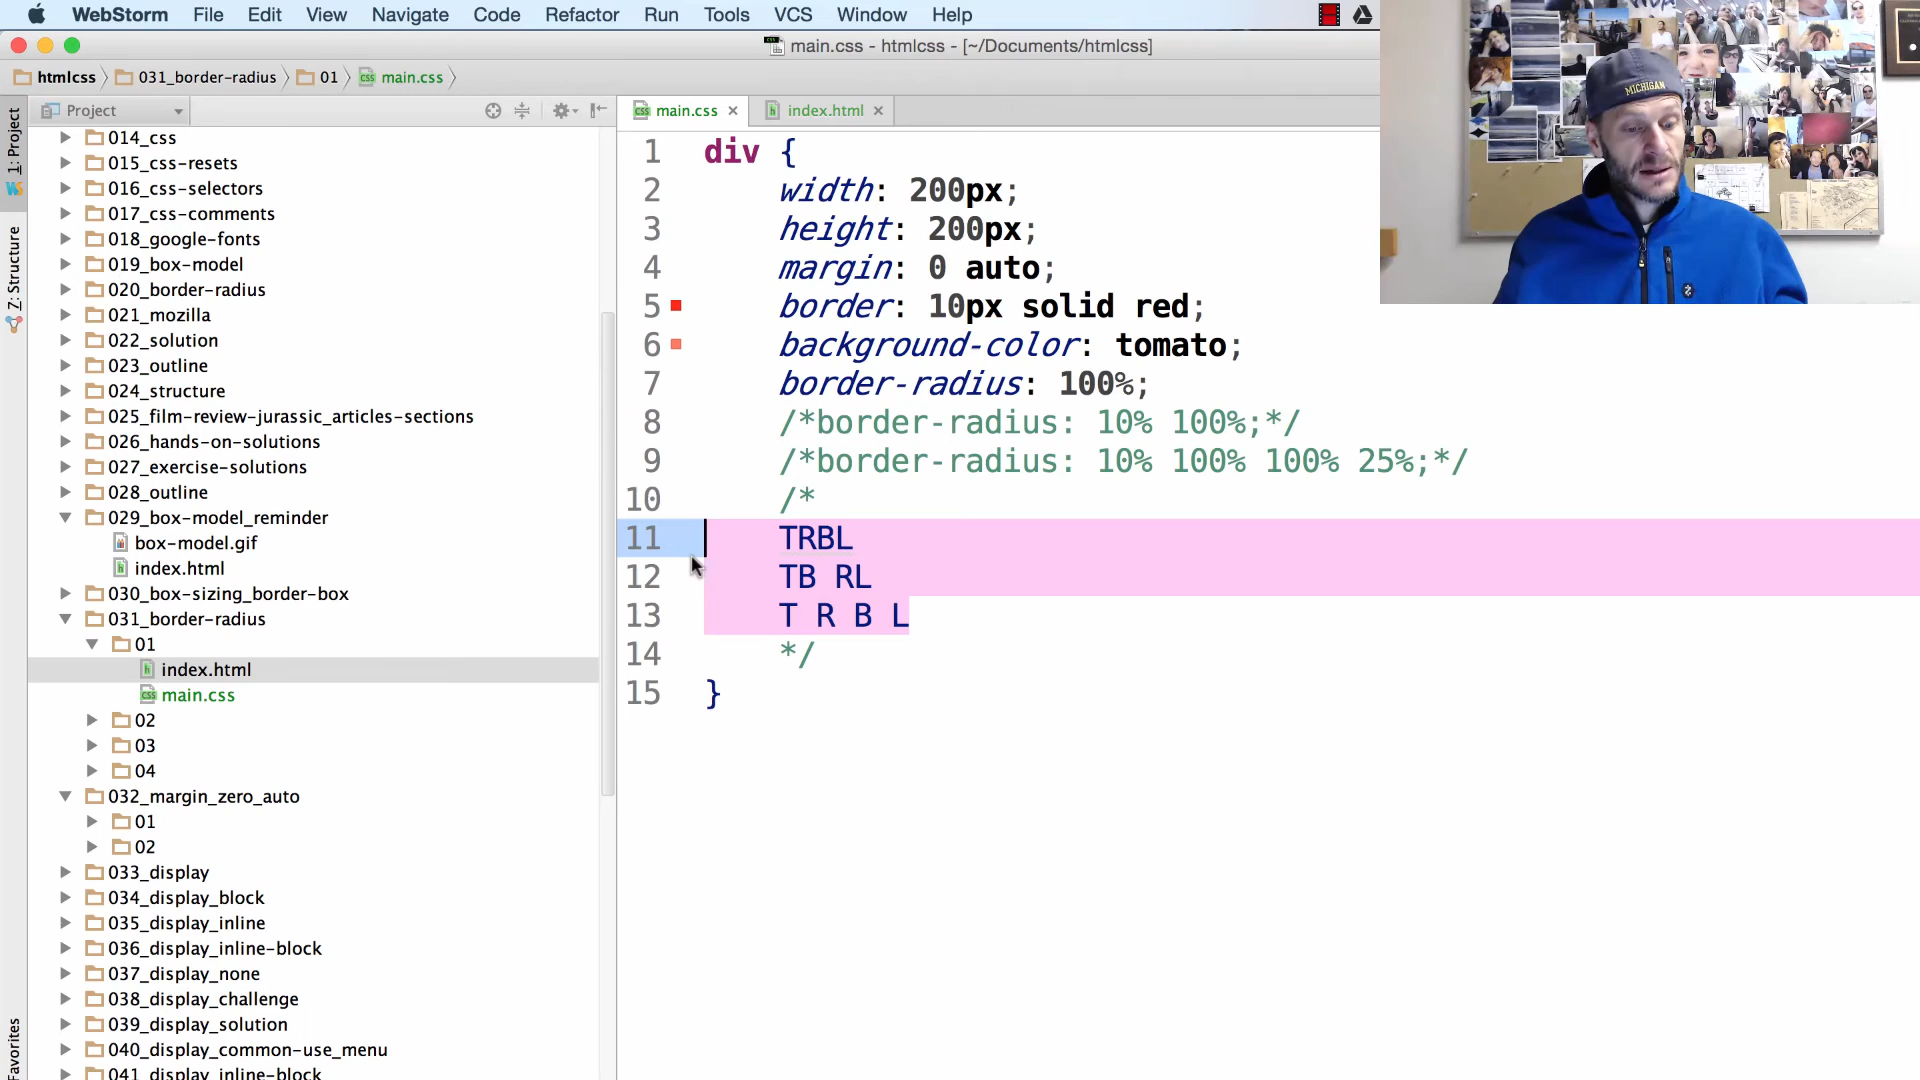 WebStorm File Edit View Navigate Code Refactor Run Tools VCS Window Help
main.css - htmlcss - [~/Documents/htmlcss]
htmlcss 031_border-radius 01 main.css
Project
main.css index.html
1: Project
Z: Structure
Favorites
014_css
015_css-resets
016_css-selectors
017_css-comments
018_google-fonts
019_box-model
020_border-radius
021_mozilla
022_solution
023_outline
024_structure
025_film-review-jurassic_articles-sections
026_hands-on-solutions
027_exercise-solutions
028_outline
029_box-model_reminder
box-model.gif
index.html
030_box-sizing_border-box
031_border-radius
01
index.html
main.css
02
03
04
032_margin_zero_auto
01
02
033_display
034_display_block
035_display_inline
036_display_inline-block
037_display_none
038_display_challenge
039_display_solution
040_display_common-use_menu
041_display_inline-block
1 div {
2 width: 200px;
3 height: 200px;
4 margin: 0 auto;
5 border: 10px solid red;
6 background-color: tomato;
7 border-radius: 100%;
8 /*border-radius: 10% 100%;*/
9 /*border-radius: 10% 100% 100% 25%;*/
10 /*
11 TRBL
12 TB RL
13 T R B L
14 */
15 }
MICHIGAN